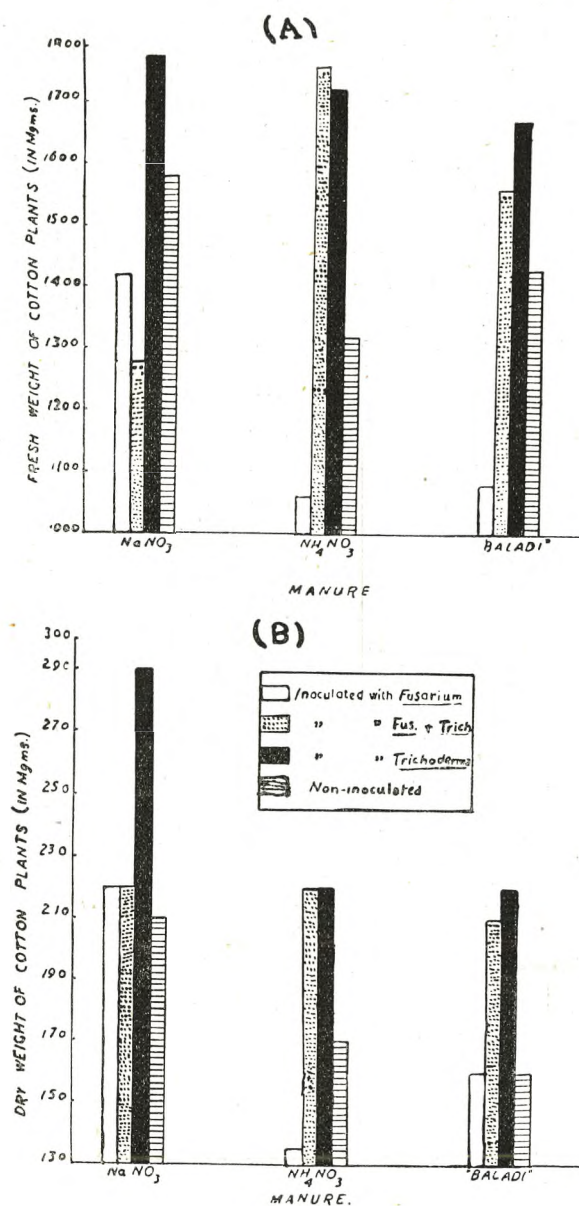 (A)
FRESH WEIGHT OF COTTON PLANTS (IN Mgms.)
1900
1700
1600
1500
1400
1300
1200
1100
1000
NaNO3
NH4NO3
"BALADI"
MANURE
(B)
DRY WEIGHT OF COTTON PLANTS (IN Mgms.)
300
290
270
250
230
210
190
170
150
130
Inoculated with Fusarium
" " Fus. + Trich
" " Trichoderma
Non-inoculated
NaNO3
NH4NO3
"BALADI"
MANURE.